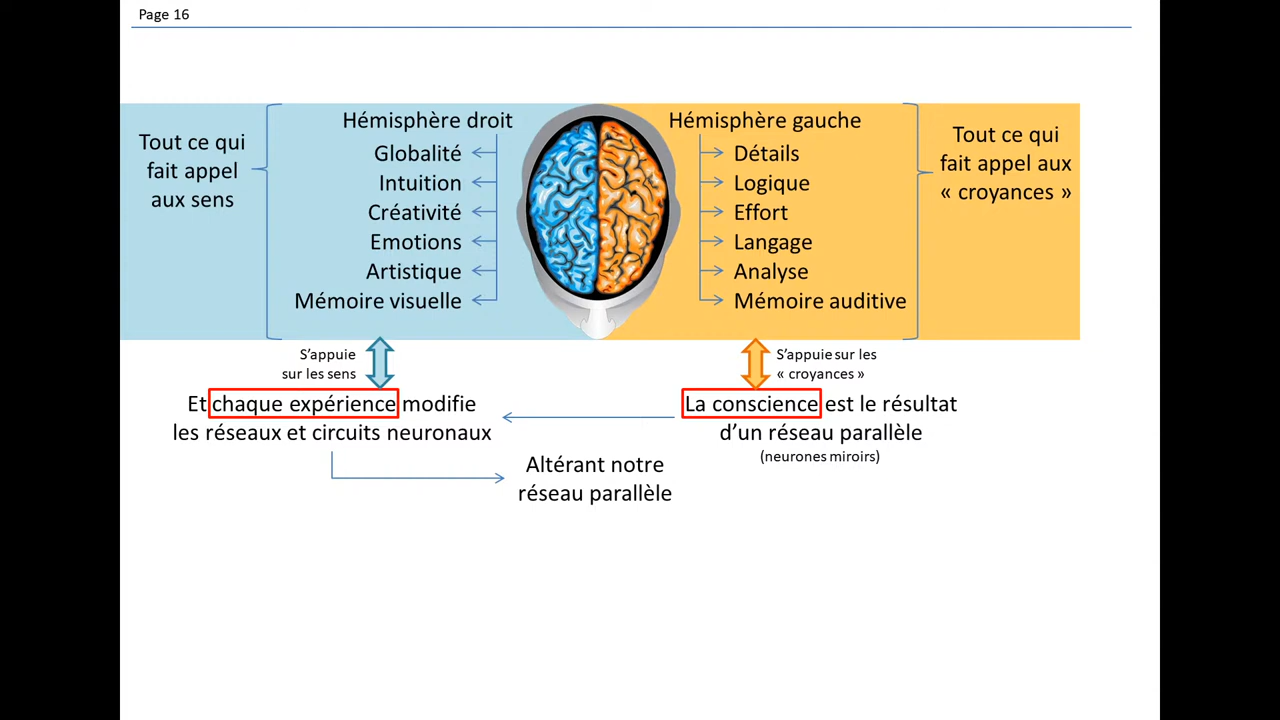 Page 16
Tout ce qui
fait appel
aux sens
Hémisphère droit
Globalité
Intuition
Créativité
Emotions
Artistique
Mémoire visuelle
Hémisphère gauche
Détails
Logique
Effort
Langage
Analyse
Mémoire auditive
Tout ce qui
fait appel aux
« croyances »
S'appuie
sur les sens
S'appuie sur les
« croyances »
Et chaque expérience modifie
les réseaux et circuits neuronaux
La conscience est le résultat
d'un réseau parallèle
(neurones miroirs)
Altérant notre
réseau parallèle